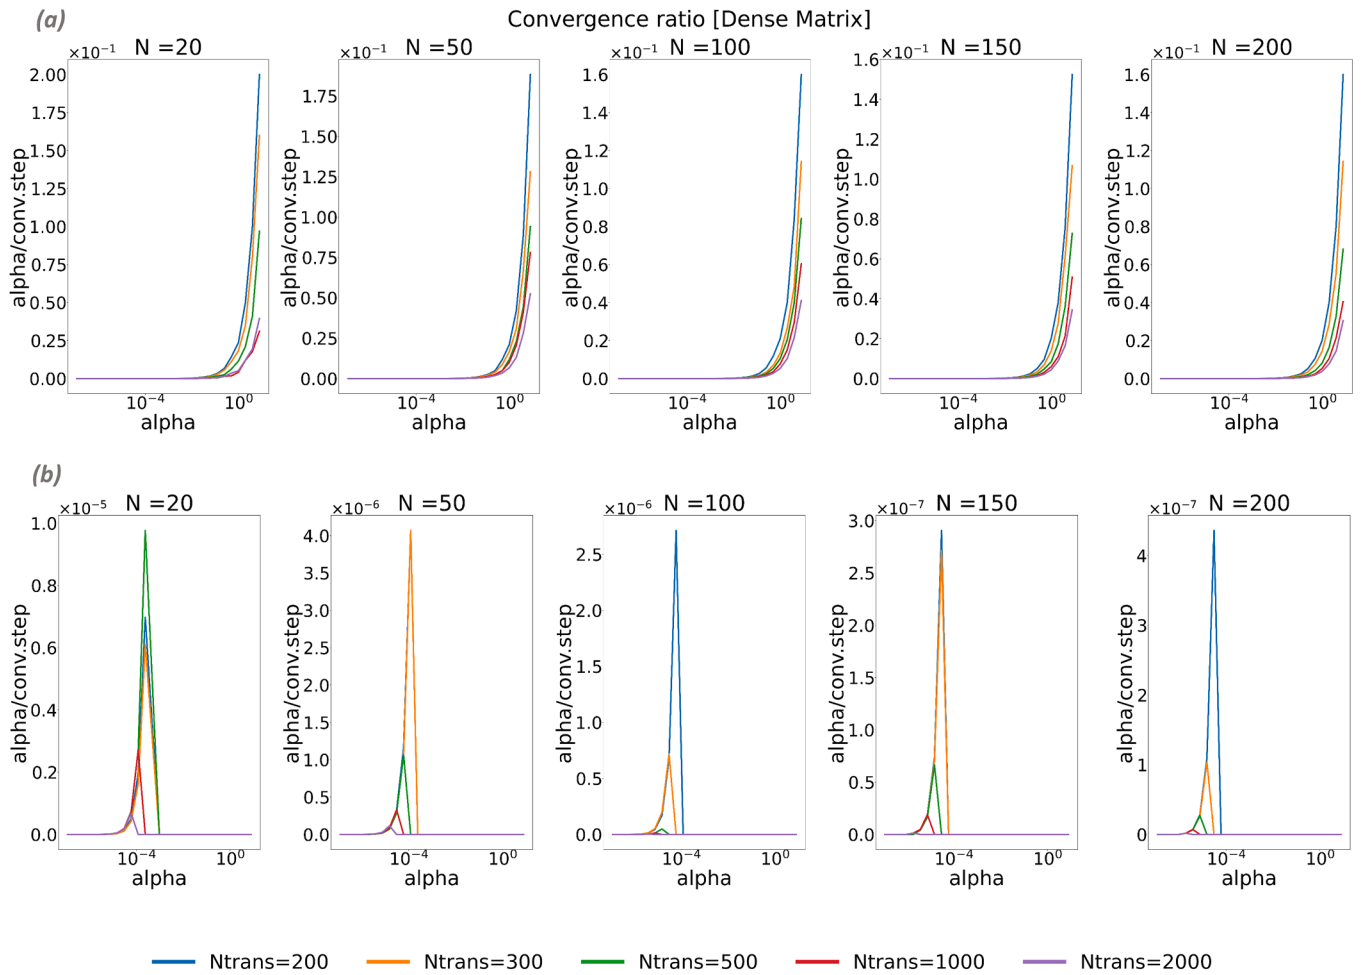 (a)
Convergence ratio [Dense Matrix]
×10⁻¹ N =20
×10⁻¹ N =50
×10⁻¹ N =100
×10⁻¹ N =150
×10⁻¹ N =200
alpha/conv.step
2.00
1.75
1.50
1.25
1.00
0.75
0.50
0.25
0.00
10⁻⁴ 10⁰
alpha
alpha/conv.step
1.75
1.50
1.25
1.00
0.75
0.50
0.25
0.00
10⁻⁴ 10⁰
alpha
alpha/conv.step
1.6
1.4
1.2
1.0
0.8
0.6
0.4
0.2
0.0
10⁻⁴ 10⁰
alpha
alpha/conv.step
1.6
1.4
1.2
1.0
0.8
0.6
0.4
0.2
0.0
10⁻⁴ 10⁰
alpha
alpha/conv.step
1.6
1.4
1.2
1.0
0.8
0.6
0.4
0.2
0.0
10⁻⁴ 10⁰
alpha
(b)
×10⁻⁵ N =20
×10⁻⁶ N =50
×10⁻⁶ N =100
×10⁻⁷ N =150
×10⁻⁷ N =200
alpha/conv.step
1.0
0.8
0.6
0.4
0.2
0.0
10⁻⁴ 10⁰
alpha
alpha/conv.step
4.0
3.5
3.0
2.5
2.0
1.5
1.0
0.5
0.0
10⁻⁴ 10⁰
alpha
alpha/conv.step
2.5
2.0
1.5
1.0
0.5
0.0
10⁻⁴ 10⁰
alpha
alpha/conv.step
3.0
2.5
2.0
1.5
1.0
0.5
0.0
10⁻⁴ 10⁰
alpha
alpha/conv.step
4
3
2
1
0
10⁻⁴ 10⁰
alpha
Ntrans=200 Ntrans=300 Ntrans=500 Ntrans=1000 Ntrans=2000